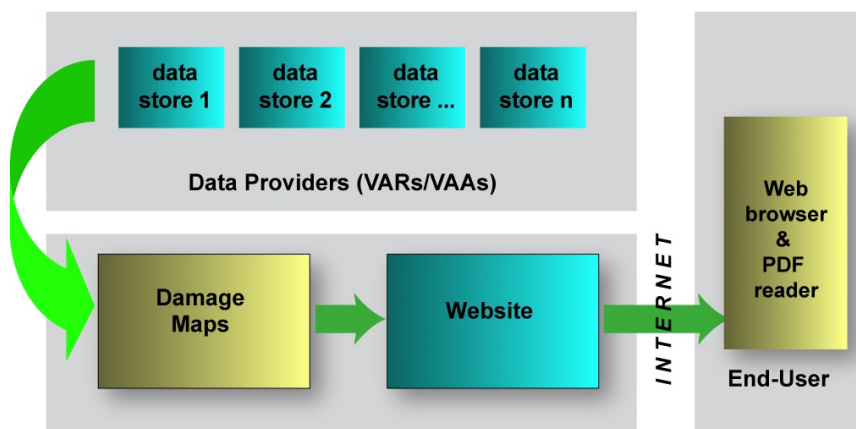 data
store 1
data
store 2
data
store ...
data
store n
Data Providers (VARs/VAAs)
Damage
Maps
Website
INTERNET
Web
browser
&
PDF
reader
End-User